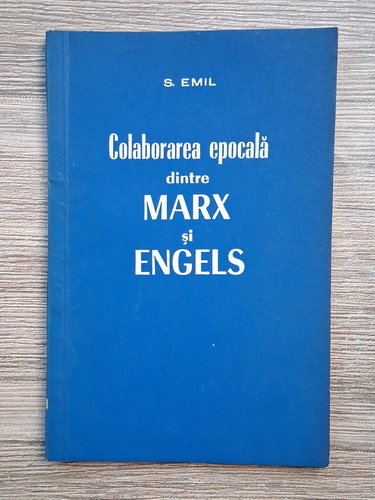 S. EMIL
Colaborarea epocală
dintre
MARX
și
ENGELS